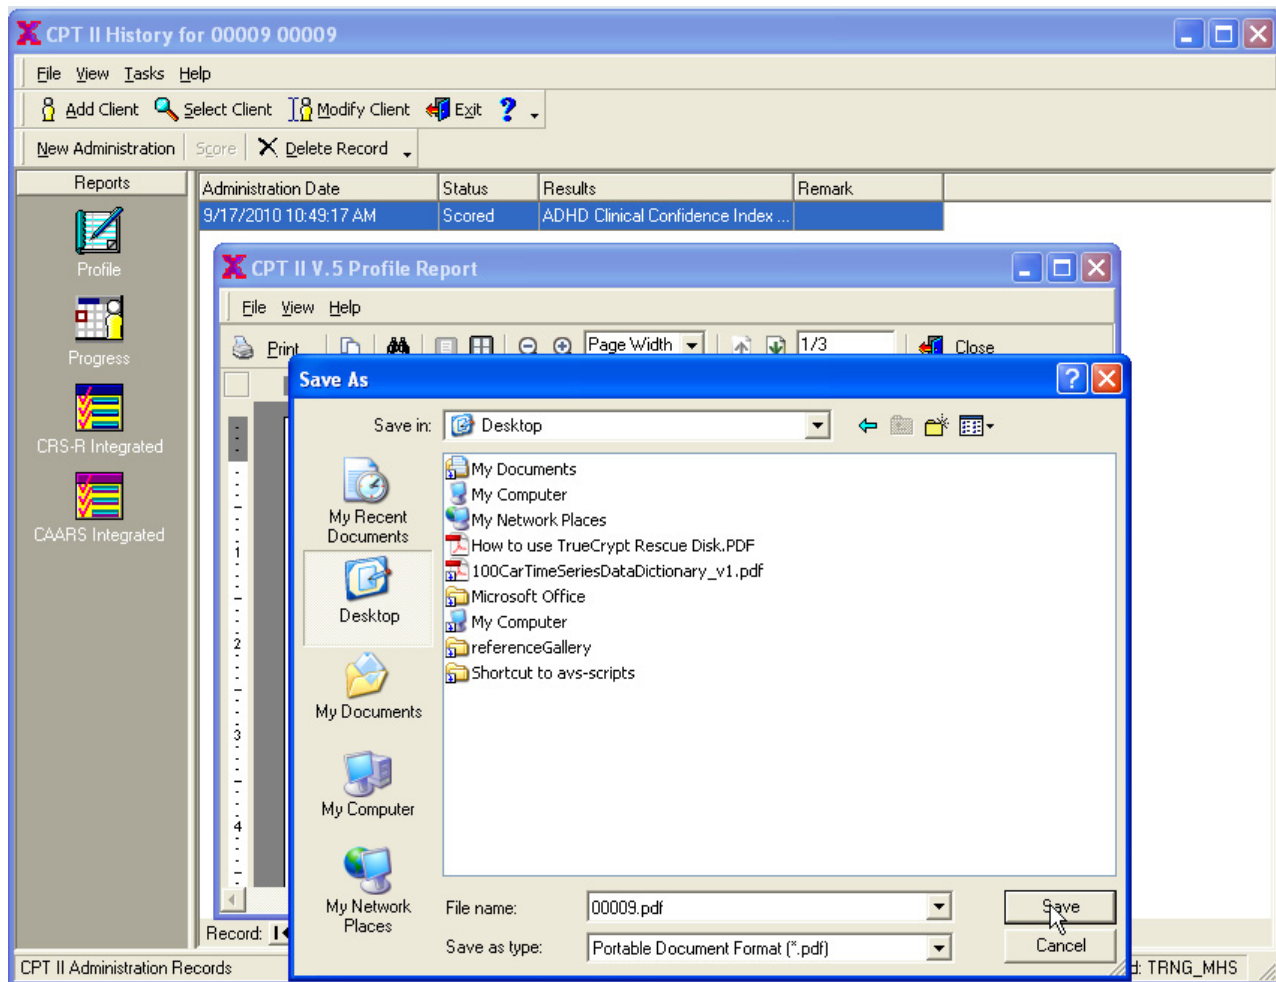 CPT II History for 00009 00009
File View Tasks Help
Add Client Select Client Modify Client Exit ?
New Administration Score Delete Record
Reports
Administration Date Status Results Remark
9/17/2010 10:49:17 AM Scored ADHD Clinical Confidence Index ...
Profile
Progress
CRS-R Integrated
CAARS Integrated
CPT II V.5 Profile Report
File View Help
Print Page Width 1/3 Close
Save As
Save in: Desktop
My Recent
Documents
Desktop
My Documents
My Computer
My Network
Places
My Documents
My Computer
My Network Places
How to use TrueCrypt Rescue Disk.PDF
100CarTimeSeriesDataDictionary_v1.pdf
Microsoft Office
My Computer
referenceGallery
Shortcut to avs-scripts
1
2
3
4
File name: 00009.pdf Save
Save as type: Portable Document Format (*.pdf) Cancel
Record:
CPT II Administration Records d: TRNG_MHS